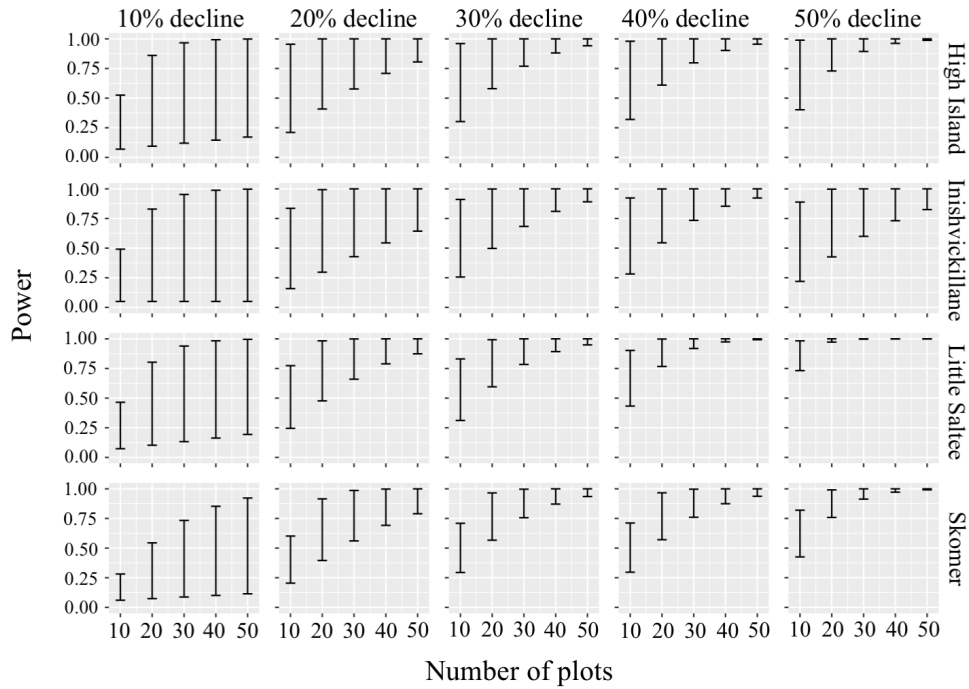 10% decline 20% decline 30% decline 40% decline 50% decline
1.00
0.75
0.50
0.25
0.00
High Island
1.00
0.75
0.50
0.25
0.00
Inishvickillane
1.00
0.75
0.50
0.25
0.00
Little Saltee
1.00
0.75
0.50
0.25
0.00
Skomer
Power
10 20 30 40 50 10 20 30 40 50 10 20 30 40 50 10 20 30 40 50 10 20 30 40 50
Number of plots